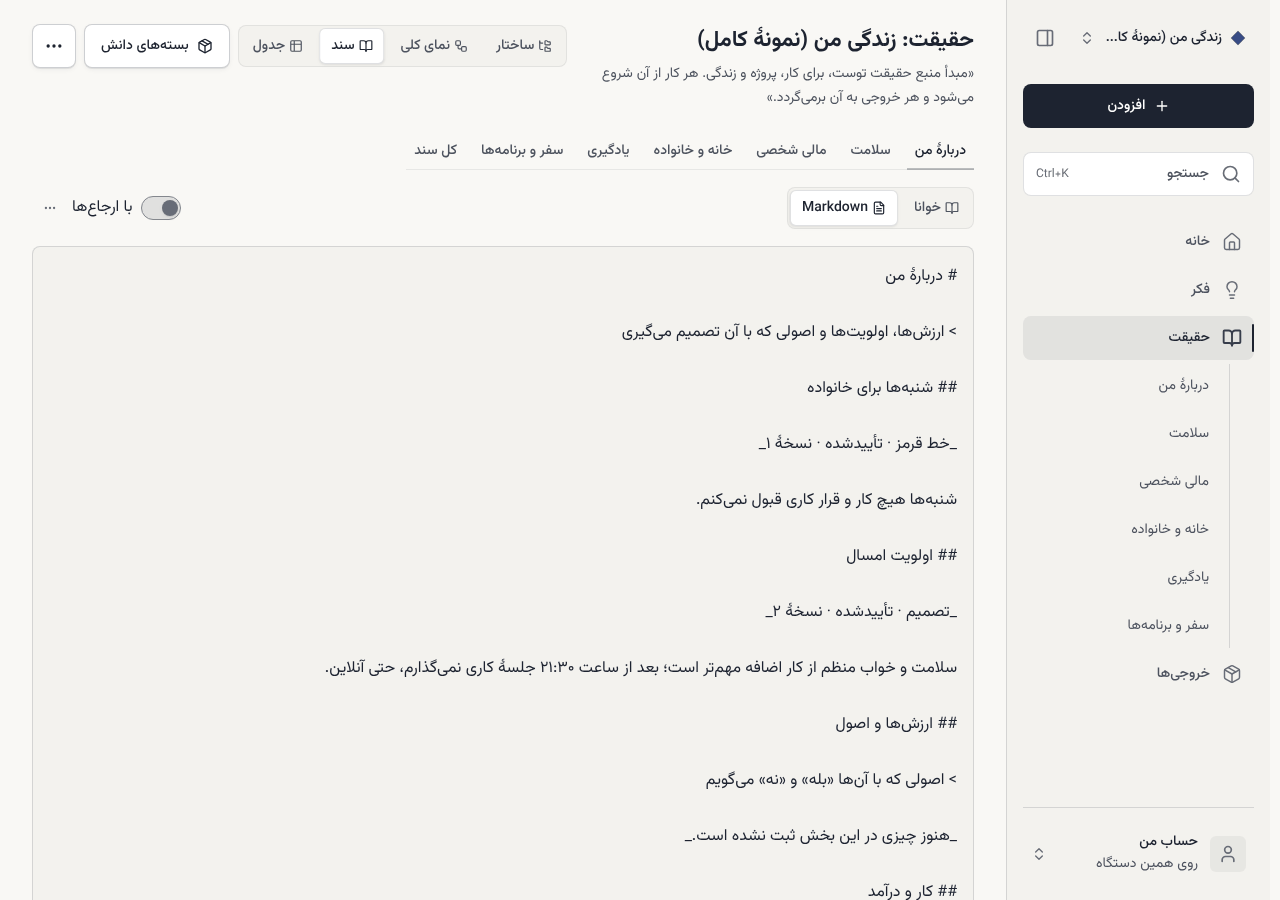 زندگی من (نمونهٔ کا...
افزودن
جستجو
Ctrl+K
خانه
فکر
حقیقت
دربارهٔ من
سلامت
مالی شخصی
خانه و خانواده
یادگیری
سفر و برنامه‌ها
خروجی‌ها
حساب من
روی همین دستگاه
حقیقت: زندگی من (نمونهٔ کامل)
«مبدأ منبع حقیقت توست، برای کار، پروژه و زندگی. هر کار از آن شروع
می‌شود و هر خروجی به آن برمی‌گردد.»
ساختار
نمای کلی
سند
جدول
بسته‌های دانش
دربارهٔ من
سلامت
مالی شخصی
خانه و خانواده
یادگیری
سفر و برنامه‌ها
کل سند
خوانا
Markdown
با ارجاع‌ها
# دربارهٔ من
> ارزش‌ها، اولویت‌ها و اصولی که با آن تصمیم می‌گیری
## شنبه‌ها برای خانواده
_خط قرمز · تأییدشده · نسخهٔ ۱_
شنبه‌ها هیچ کار و قرار کاری قبول نمی‌کنم.
## اولویت امسال
_تصمیم · تأییدشده · نسخهٔ ۲_
سلامت و خواب منظم از کار اضافه مهم‌تر است؛ بعد از ساعت ۲۱:۳۰ جلسهٔ کاری نمی‌گذارم، حتی آنلاین.
## ارزش‌ها و اصول
> اصولی که با آن‌ها «بله» و «نه» می‌گویم
_هنوز چیزی در این بخش ثبت نشده است._
## کار و درآمد